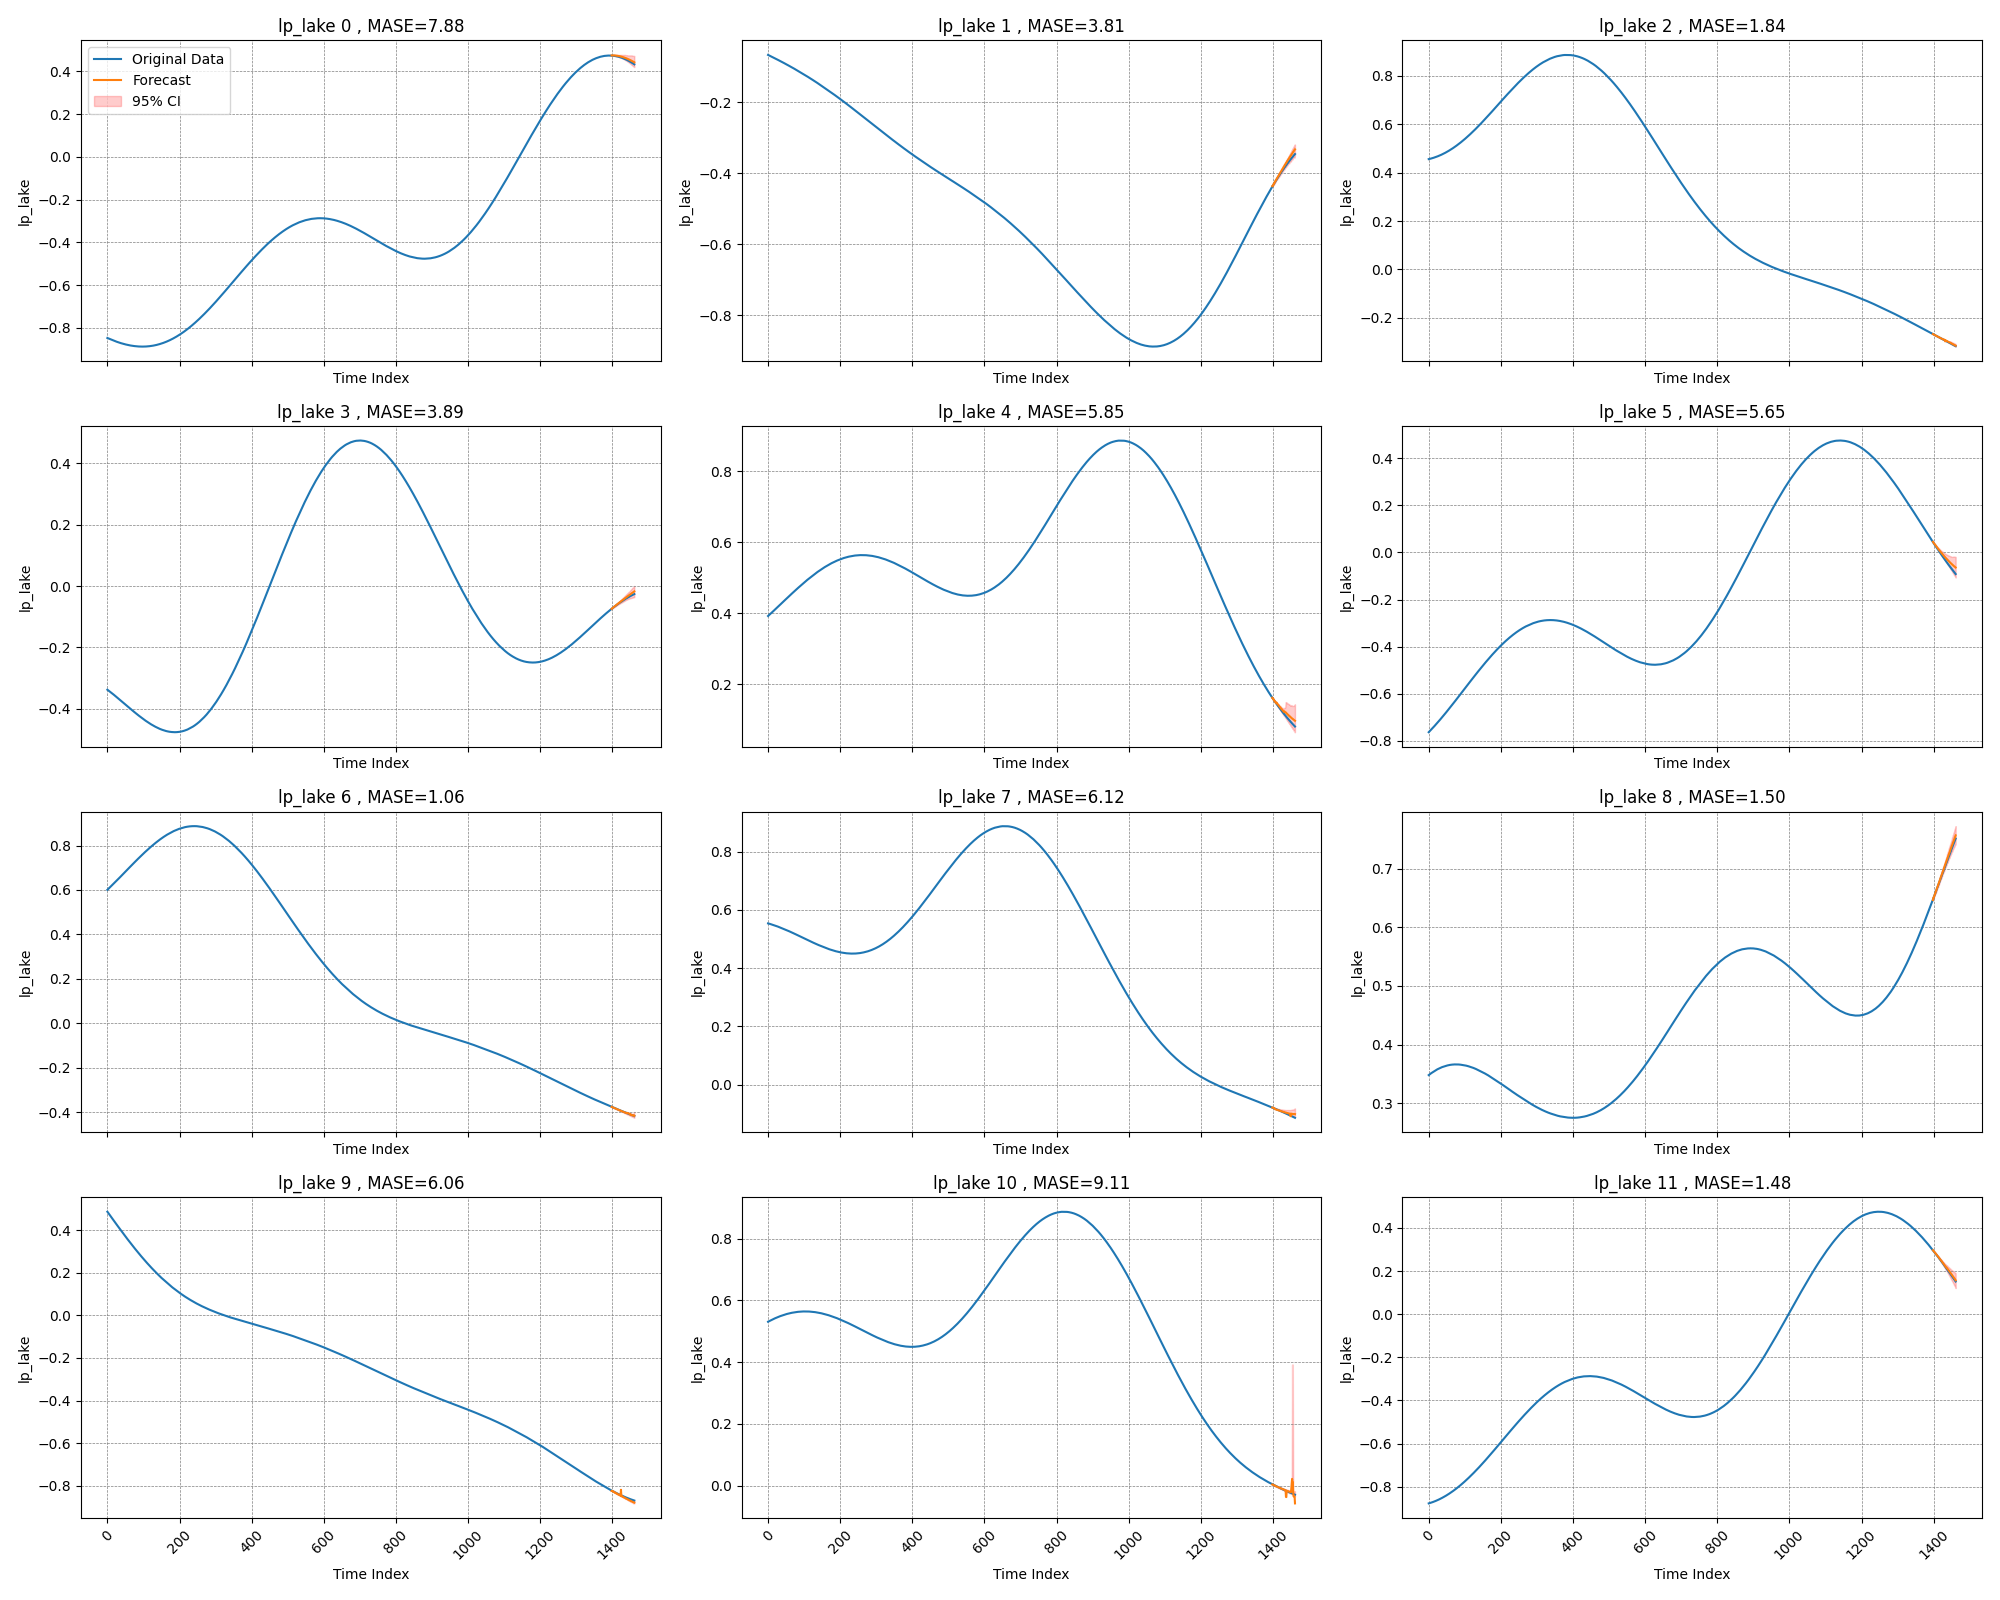 lp_lake 0 , MASE=7.88
Original Data
Forecast
95% CI
0.4
0.2
0.0
−0.2
−0.4
−0.6
−0.8
lp_lake
Time Index
lp_lake 1 , MASE=3.81
−0.2
−0.4
−0.6
−0.8
lp_lake
Time Index
lp_lake 2 , MASE=1.84
0.8
0.6
0.4
0.2
0.0
−0.2
lp_lake
Time Index
lp_lake 3 , MASE=3.89
0.4
0.2
0.0
−0.2
−0.4
lp_lake
Time Index
lp_lake 4 , MASE=5.85
0.8
0.6
0.4
0.2
lp_lake
Time Index
lp_lake 5 , MASE=5.65
0.4
0.2
0.0
−0.2
−0.4
−0.6
−0.8
lp_lake
Time Index
lp_lake 6 , MASE=1.06
0.8
0.6
0.4
0.2
0.0
−0.2
−0.4
lp_lake
Time Index
lp_lake 7 , MASE=6.12
0.8
0.6
0.4
0.2
0.0
lp_lake
Time Index
lp_lake 8 , MASE=1.50
0.7
0.6
0.5
0.4
0.3
lp_lake
Time Index
lp_lake 9 , MASE=6.06
0.4
0.2
0.0
−0.2
−0.4
−0.6
−0.8
lp_lake
0 200 400 600 800 1000 1200 1400
Time Index
lp_lake 10 , MASE=9.11
0.8
0.6
0.4
0.2
0.0
lp_lake
0 200 400 600 800 1000 1200 1400
Time Index
lp_lake 11 , MASE=1.48
0.4
0.2
0.0
−0.2
−0.4
−0.6
−0.8
lp_lake
0 200 400 600 800 1000 1200 1400
Time Index